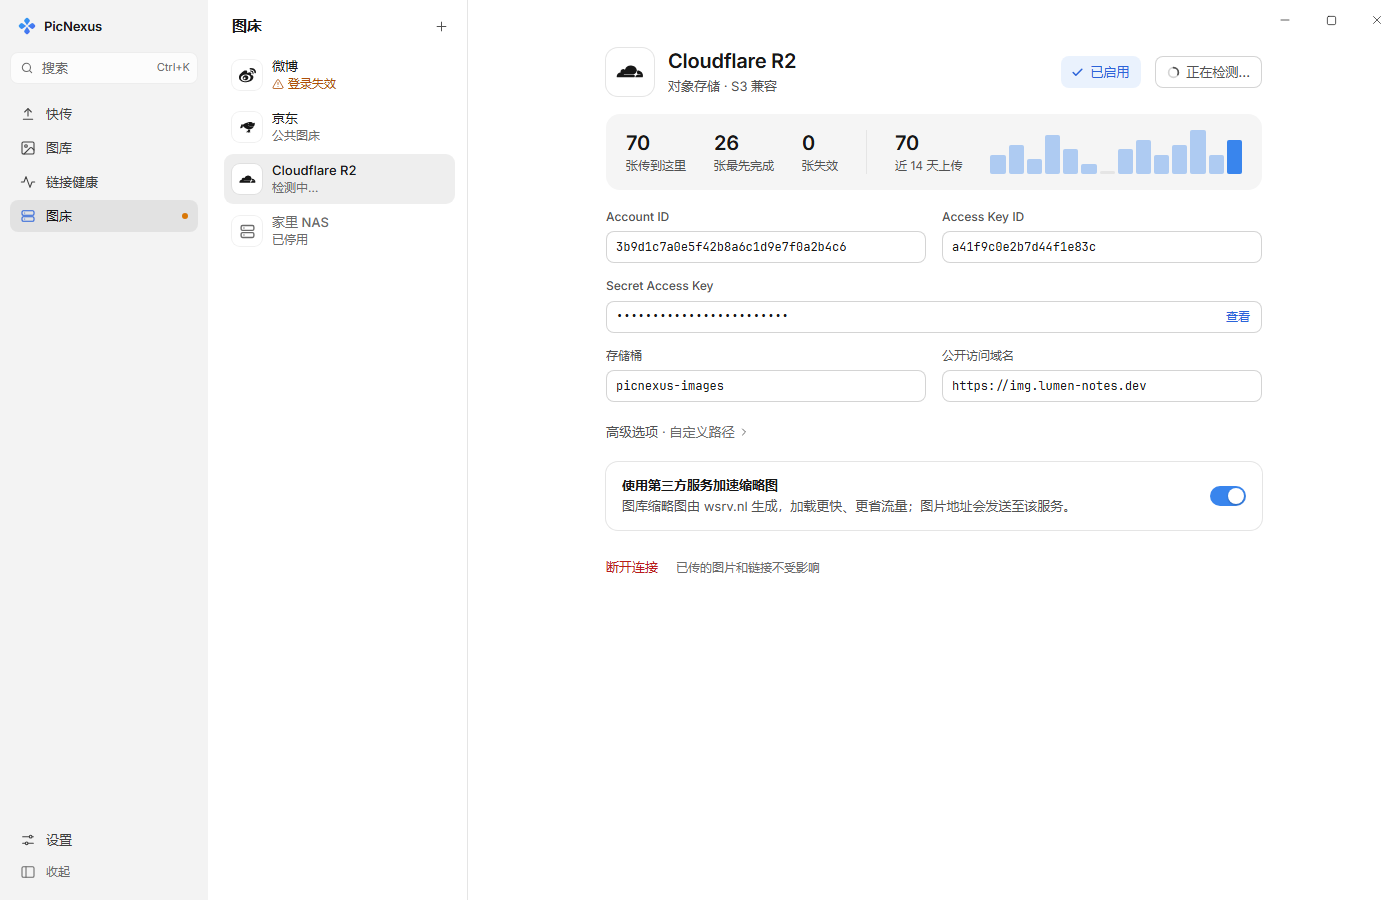 PicNexus
搜索
Ctrl+K
快传
图库
链接健康
图床
设置
收起
图床
微博
登录失效
京东
公共图床
Cloudflare R2
检测中...
家里 NAS
已停用
Cloudflare R2
对象存储 · S3 兼容
已启用
正在检测...
70
张传到这里
26
张最先完成
0
张失效
70
近 14 天上传
Account ID
3b9d1c7a0e5f42b8a6c1d9e7f0a2b4c6
Access Key ID
a41f9c0e2b7d44f1e83c
Secret Access Key
••••••••••••••••••••••••
查看
存储桶
picnexus-images
公开访问域名
https://img.lumen-notes.dev
高级选项 · 自定义路径
使用第三方服务加速缩略图
图库缩略图由 wsrv.nl 生成，加载更快、更省流量；图片地址会发送至该服务。
断开连接
已传的图片和链接不受影响